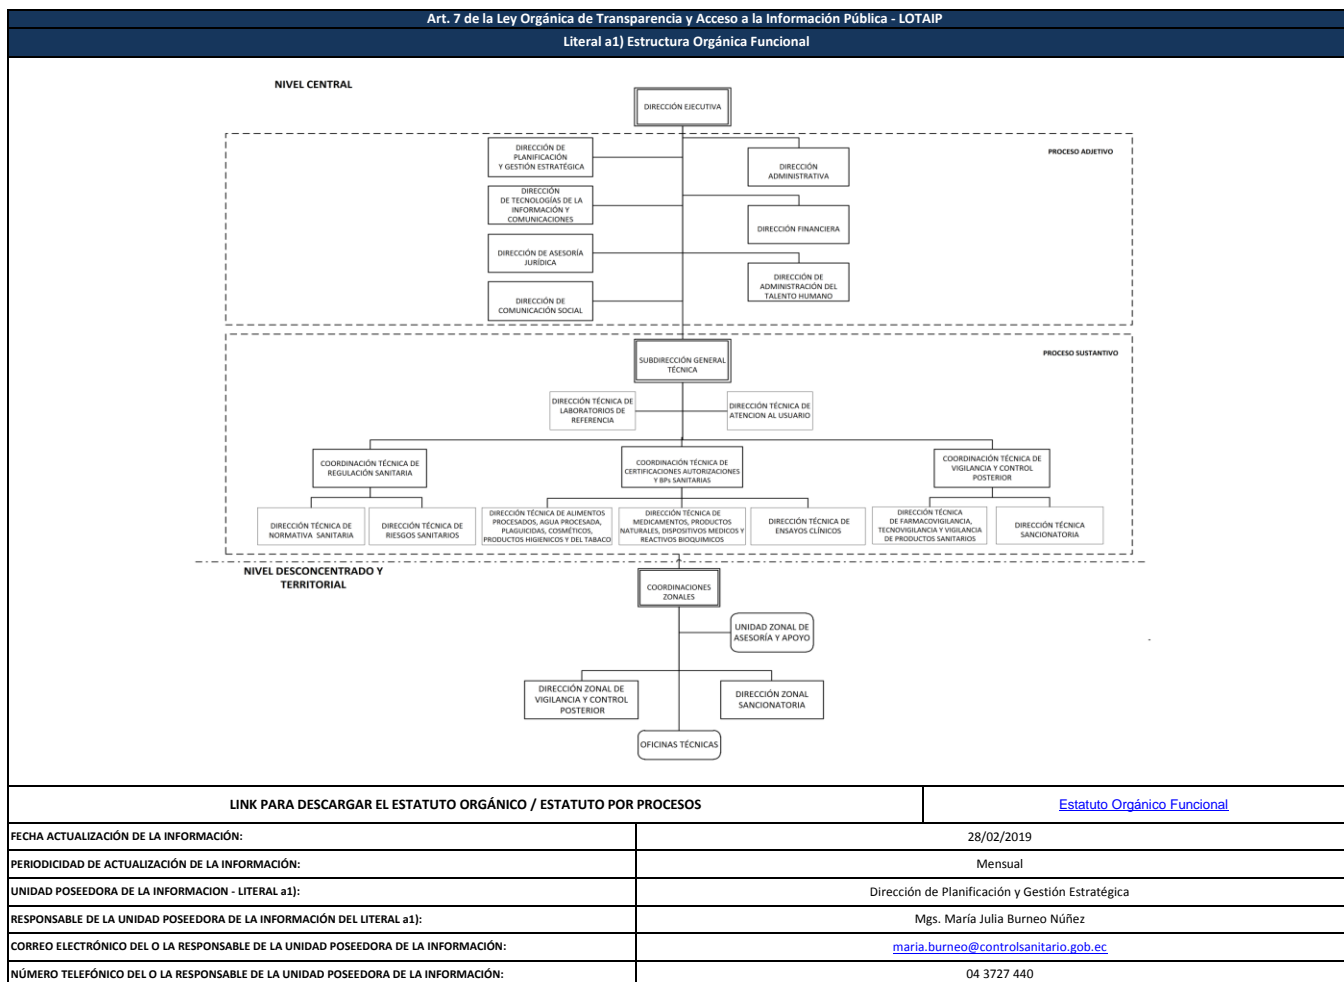 Art. 7 de la Ley Orgánica de Transparencia y Acceso a la Información Pública - LOTAIP
Literal a1) Estructura Orgánica Funcional
NIVEL CENTRAL
DIRECCIÓN EJECUTIVA
PROCESO ADJETIVO
DIRECCIÓN DE
PLANIFICACIÓN
Y GESTIÓN ESTRATÉGICA
DIRECCIÓN
ADMINISTRATIVA
DIRECCIÓN
DE TECNOLOGÍAS DE LA
INFORMACIÓN Y
COMUNICACIONES
DIRECCIÓN FINANCIERA
DIRECCIÓN DE ASESORÍA
JURÍDICA
DIRECCIÓN DE
ADMINISTRACIÓN DEL
TALENTO HUMANO
DIRECCIÓN DE
COMUNICACIÓN SOCIAL
PROCESO SUSTANTIVO
SUBDIRECCIÓN GENERAL
TÉCNICA
DIRECCIÓN TÉCNICA DE
LABORATORIOS DE
REFERENCIA
DIRECCIÓN TÉCNICA DE
ATENCION AL USUARIO
COORDINACIÓN TÉCNICA DE
REGULACIÓN SANITARIA
COORDINACIÓN TÉCNICA DE
CERTIFICACIONES AUTORIZACIONES
Y BPs SANITARIAS
COORDINACIÓN TÉCNICA DE
VIGILANCIA Y CONTROL
POSTERIOR
DIRECCIÓN TÉCNICA DE
NORMATIVA  SANITARIA
DIRECCIÓN TÉCNICA DE
RIESGOS SANITARIOS
DIRECCIÓN TÉCNICA DE ALIMENTOS
PROCESADOS, AGUA PROCESADA,
PLAGUICIDAS, COSMÉTICOS,
PRODUCTOS HIGIENICOS Y DEL TABACO
DIRECCIÓN TÉCNICA DE
MEDICAMENTOS, PRODUCTOS
NATURALES, DISPOSITIVOS MEDICOS Y
REACTIVOS BIOQUIMICOS
DIRECCIÓN TÉCNICA DE
ENSAYOS CLÍNICOS
DIRECCIÓN TÉCNICA
DE FARMACOVIGILANCIA,
TECNOVIGILANCIA Y VIGILANCIA
DE PRODUCTOS SANITARIOS
DIRECCIÓN TÉCNICA
SANCIONATORIA
NIVEL DESCONCENTRADO Y
TERRITORIAL
COORDINACIONES
ZONALES
UNIDAD ZONAL DE
ASESORÍA Y APOYO
DIRECCIÓN ZONAL DE
VIGILANCIA Y CONTROL
POSTERIOR
DIRECCIÓN ZONAL
SANCIONATORIA
OFICINAS TÉCNICAS
LINK PARA DESCARGAR EL ESTATUTO ORGÁNICO / ESTATUTO POR PROCESOS
Estatuto Orgánico Funcional
FECHA ACTUALIZACIÓN DE LA INFORMACIÓN:
28/02/2019
PERIODICIDAD DE ACTUALIZACIÓN DE LA INFORMACIÓN:
Mensual
UNIDAD POSEEDORA DE LA INFORMACION - LITERAL a1):
Dirección de Planificación y Gestión Estratégica
RESPONSABLE DE LA UNIDAD POSEEDORA DE LA INFORMACIÓN DEL LITERAL a1):
Mgs. María Julia Burneo Núñez
CORREO ELECTRÓNICO DEL O LA RESPONSABLE DE LA UNIDAD POSEEDORA DE LA INFORMACIÓN:
maria.burneo@controlsanitario.gob.ec
NÚMERO TELEFÓNICO DEL O LA RESPONSABLE DE LA UNIDAD POSEEDORA DE LA INFORMACIÓN:
04 3727 440